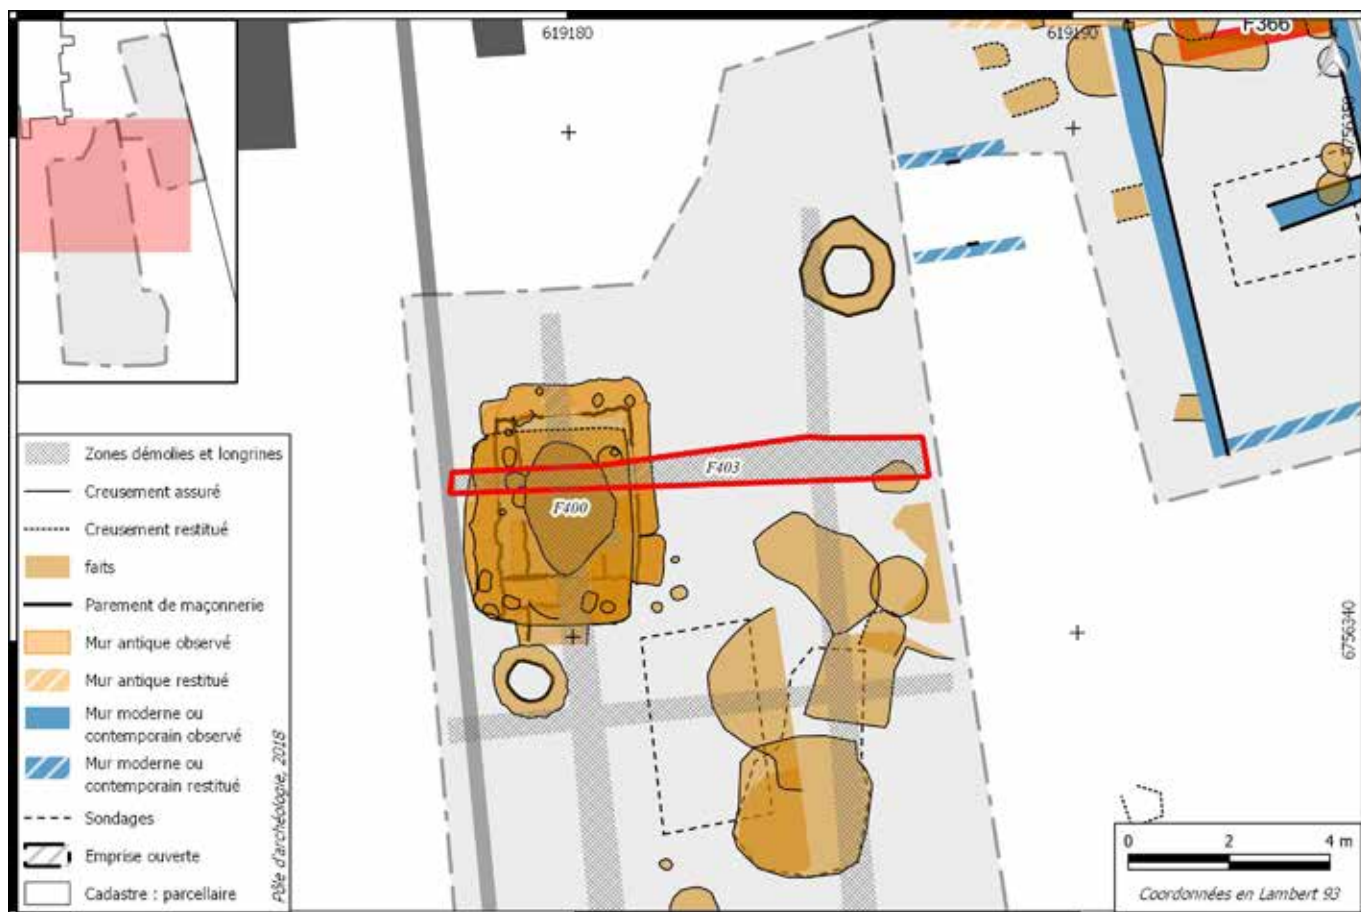 619180
619190
F366
6756350
F403
F400
6756340
Zones démolies et longrines
Creusement assuré
Creusement restitué
faits
Parement de maçonnerie
Mur antique observé
Mur antique restitué
Mur moderne ou
contemporain observé
Mur moderne ou
contemporain restitué
Sondages
Emprise ouverte
Cadastre : parcellaire
Pôle d'archéologie, 2018
0 2 4 m
Coordonnées en Lambert 93